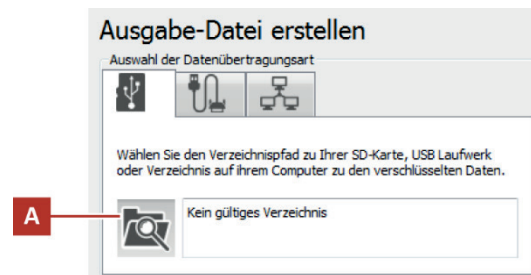 Ausgabe-Datei erstellen
Auswahl der Datenübertragungsart
Wählen Sie den Verzeichnispfad zu Ihrer SD-Karte, USB Laufwerk
oder Verzeichnis auf ihrem Computer zu den verschlüsselten Daten.
A
Kein gültiges Verzeichnis